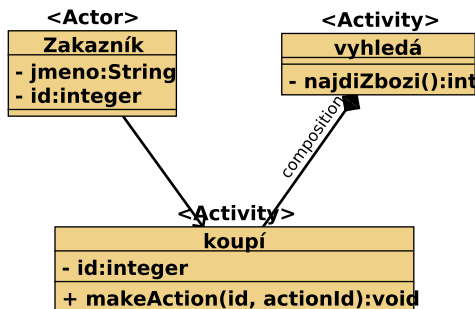 <Actor>
Zakazník
- jmeno:String
- id:integer
<Activity>
vyhledá
- najdiZbozi():int
composition
<Activity>
koupí
- id:integer
+ makeAction(id, actionId):void